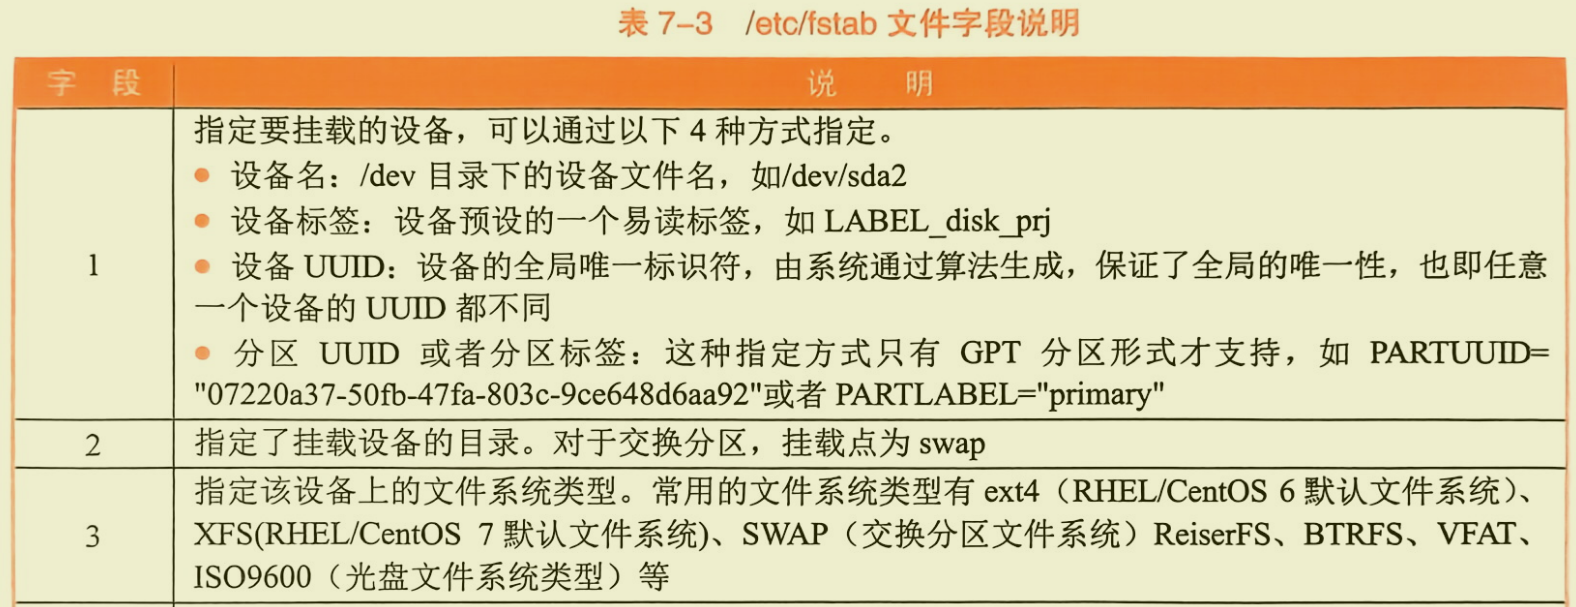 表 7-3 /etc/fstab 文件字段说明
字 段 说 明
指定要挂载的设备，可以通过以下 4 种方式指定。
● 设备名：/dev 目录下的设备文件名，如/dev/sda2
● 设备标签：设备预设的一个易读标签，如 LABEL_disk_prj
1 ● 设备 UUID：设备的全局唯一标识符，由系统通过算法生成，保证了全局的唯一性，也即任意
一个设备的 UUID 都不同
● 分区 UUID 或者分区标签：这种指定方式只有 GPT 分区形式才支持，如 PARTUUID=
"07220a37-50fb-47fa-803c-9ce648d6aa92"或者 PARTLABEL="primary"
2 指定了挂载设备的目录。对于交换分区，挂载点为 swap
指定该设备上的文件系统类型。常用的文件系统类型有 ext4（RHEL/CentOS 6 默认文件系统）、
3 XFS(RHEL/CentOS 7 默认文件系统)、SWAP（交换分区文件系统）ReiserFS、BTRFS、VFAT、
ISO9600（光盘文件系统类型）等